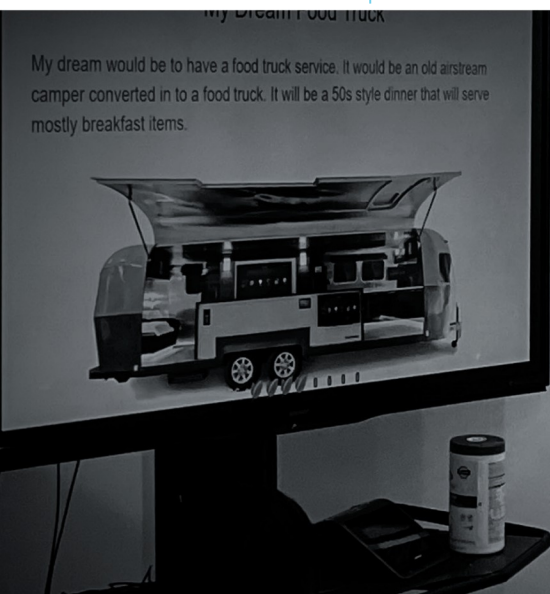 My Dream Food Truck
My dream would be to have a food truck service. It would be an old airstream
camper converted in to a food truck. It will be a 50s style dinner that will serve
mostly breakfast items.